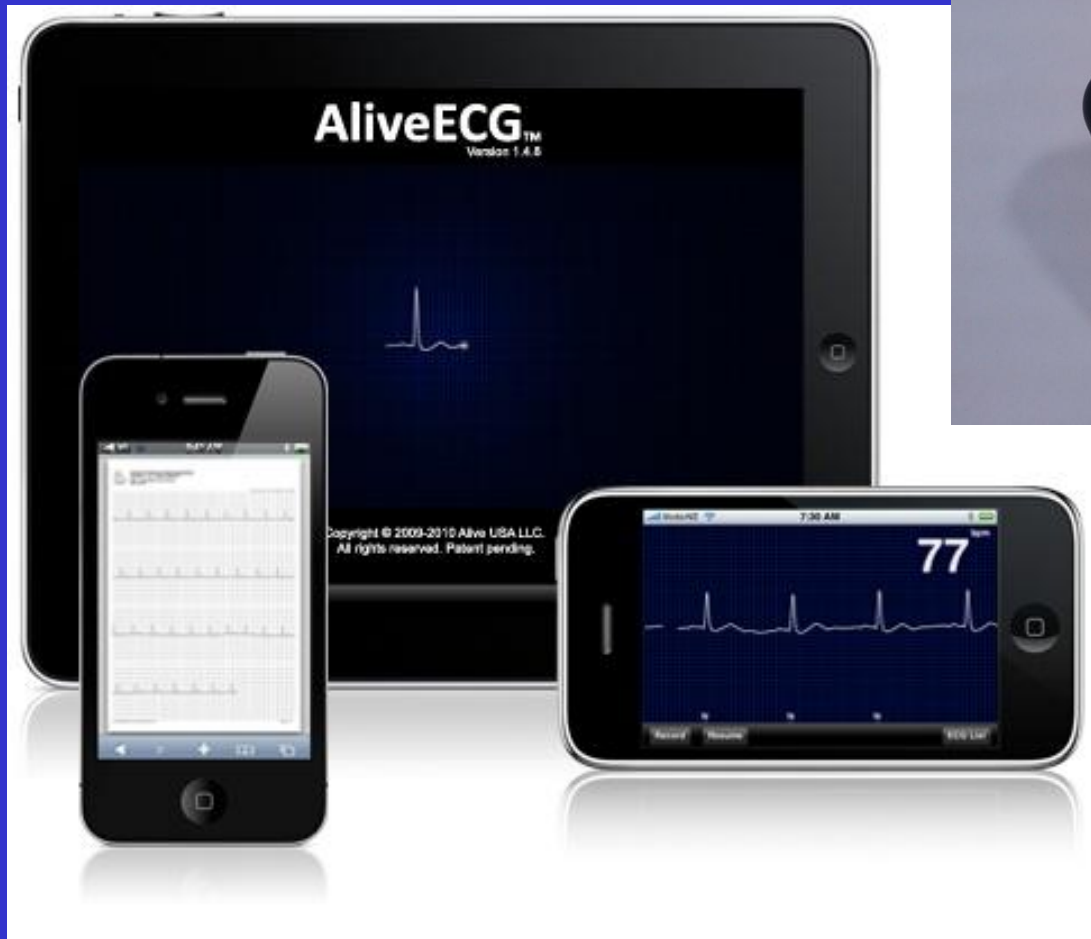 AliveECG™
Version 1.4.8
Copyright © 2009-2010 Alive USA LLC.
All rights reserved. Patent pending.
7:30 AM
bpm
77
Record
Resume
ECG List